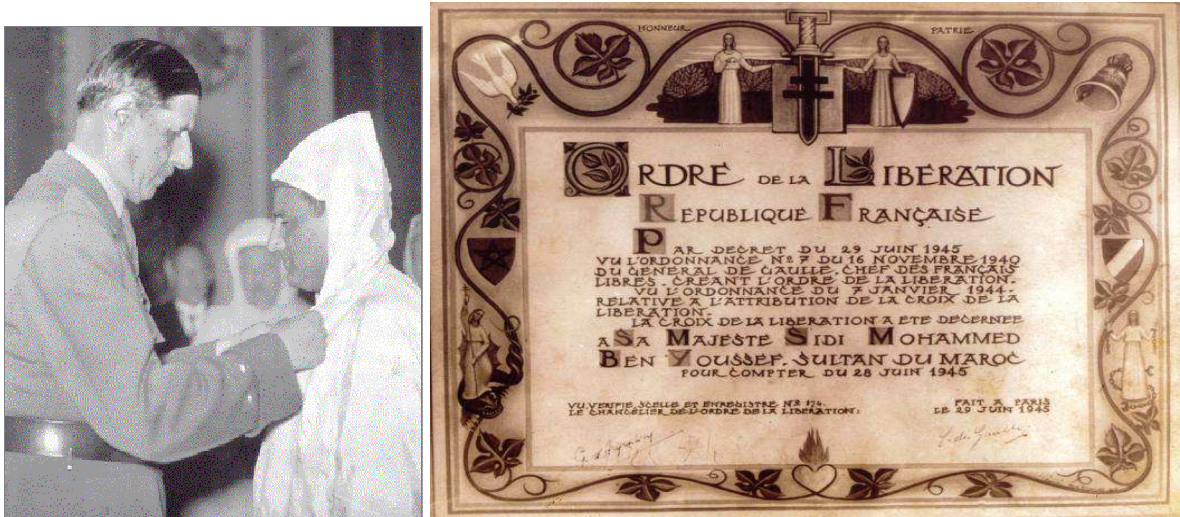 HONNEUR
PATRIE
ORDRE DE LA LIBERATION
REPUBLIQUE FRANÇAISE
PAR DECRET DU 29 JUIN 1945
VU L'ORDONNANCE Nº 7 DU 16 NOVEMBRE 1940
DU GENERAL DE GAULLE, CHEF DES FRANÇAIS
LIBRES, CREANT L'ORDRE DE LA LIBERATION.
VU L'ORDONNANCE DU 7 JANVIER 1944.
RELATIVE A L'ATTRIBUTION DE LA CROIX DE LA
LIBERATION.
LA CROIX DE LA LIBERATION A ETE DECERNEE
A SA MAJESTE SIDI MOHAMMED
BEN YOUSSEF. SULTAN DU MAROC
POUR COMPTER DU 28 JUIN 1945
VU VERIFIE SCELLE ET ENREGISTRE Nº 174.
LE CHANCELIER DE L'ORDRE DE LA LIBERATION:
FAIT A PARIS
LE 29 JUIN 1945